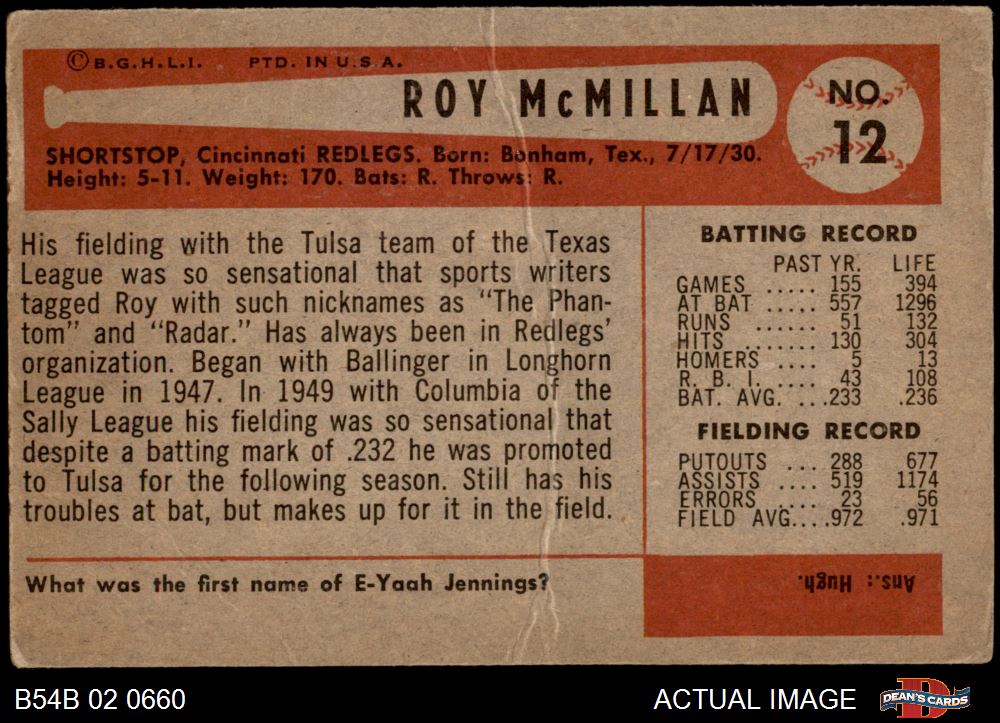 ©B.G.H.L.I. PTD. IN U.S.A.
ROY McMILLAN
NO.
12
SHORTSTOP, Cincinnati REDLEGS. Born: Bonham, Tex., 7/17/30.
Height: 5-11. Weight: 170. Bats: R. Throws: R.
His fielding with the Tulsa team of the Texas
League was so sensational that sports writers
tagged Roy with such nicknames as "The Phan-
tom" and "Radar." Has always been in Redlegs'
organization. Began with Ballinger in Longhorn
League in 1947. In 1949 with Columbia of the
Sally League his fielding was so sensational that
despite a batting mark of .232 he was promoted
to Tulsa for the following season. Still has his
troubles at bat, but makes up for it in the field.
BATTING RECORD
PAST YR. LIFE
GAMES ..... 155 394
AT BAT ..... 557 1296
RUNS ...... 51 132
HITS ....... 130 304
HOMERS .... 5 13
R. B. I. .... 43 108
BAT. AVG. ... .233 .236
FIELDING RECORD
PUTOUTS ... 288 677
ASSISTS .... 519 1174
ERRORS ..... 23 56
FIELD AVG.... .972 .971
What was the first name of E-Yaah Jennings?
Ans.: Hugh.
B54B 02 0660
ACTUAL IMAGE
DEAN'S CARDS